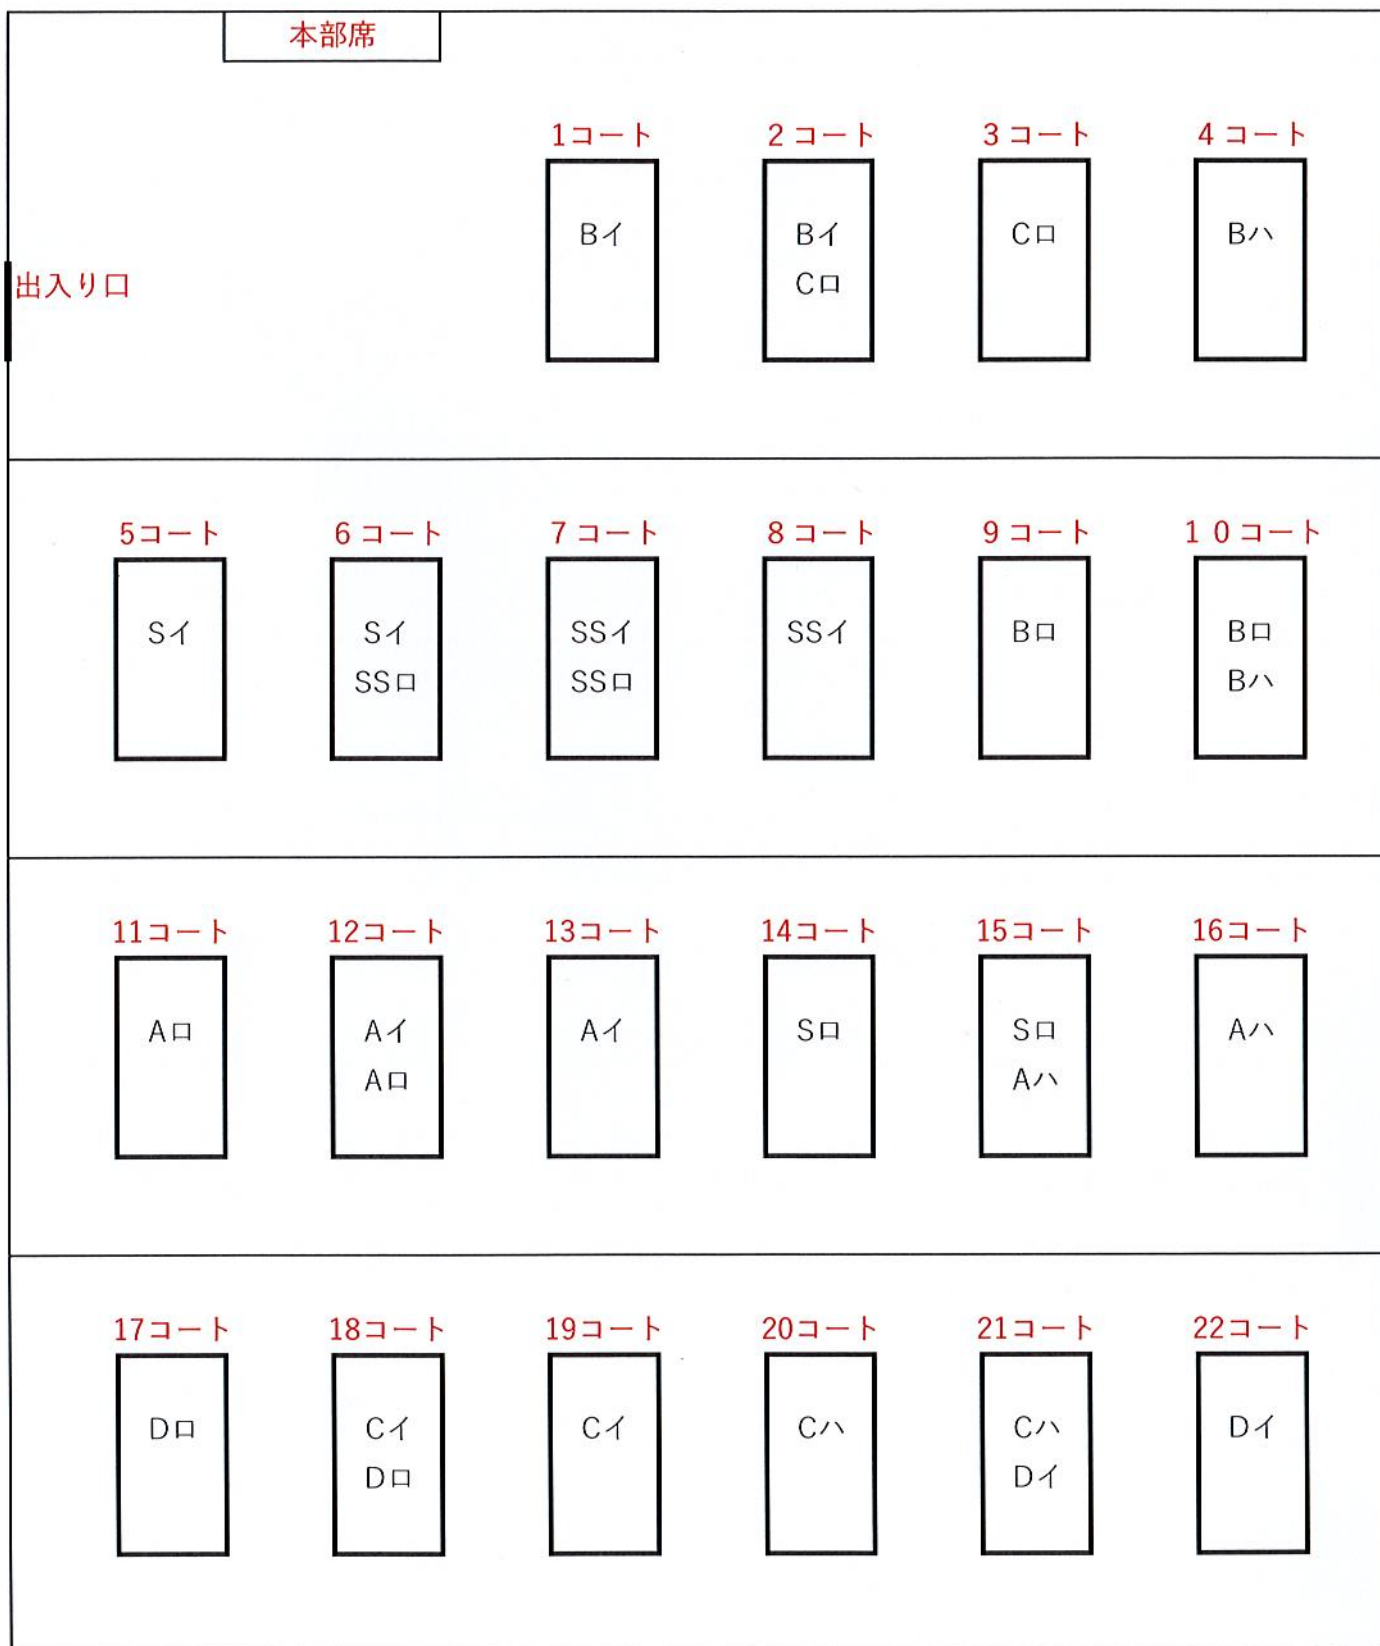 本部席
1コート 2コート 3コート 4コート
Bイ Bイ Cロ Bハ
Cロ
出入り口
5コート 6コート 7コート 8コート 9コート 10コート
Sイ Sイ SSイ SSイ Bロ Bロ
SSロ SSロ Bハ
11コート 12コート 13コート 14コート 15コート 16コート
Aロ Aイ Aイ Sロ Sロ Aハ
Aロ Aハ
17コート 18コート 19コート 20コート 21コート 22コート
Dロ Cイ Cイ Cハ Cハ Dイ
Dロ Dイ